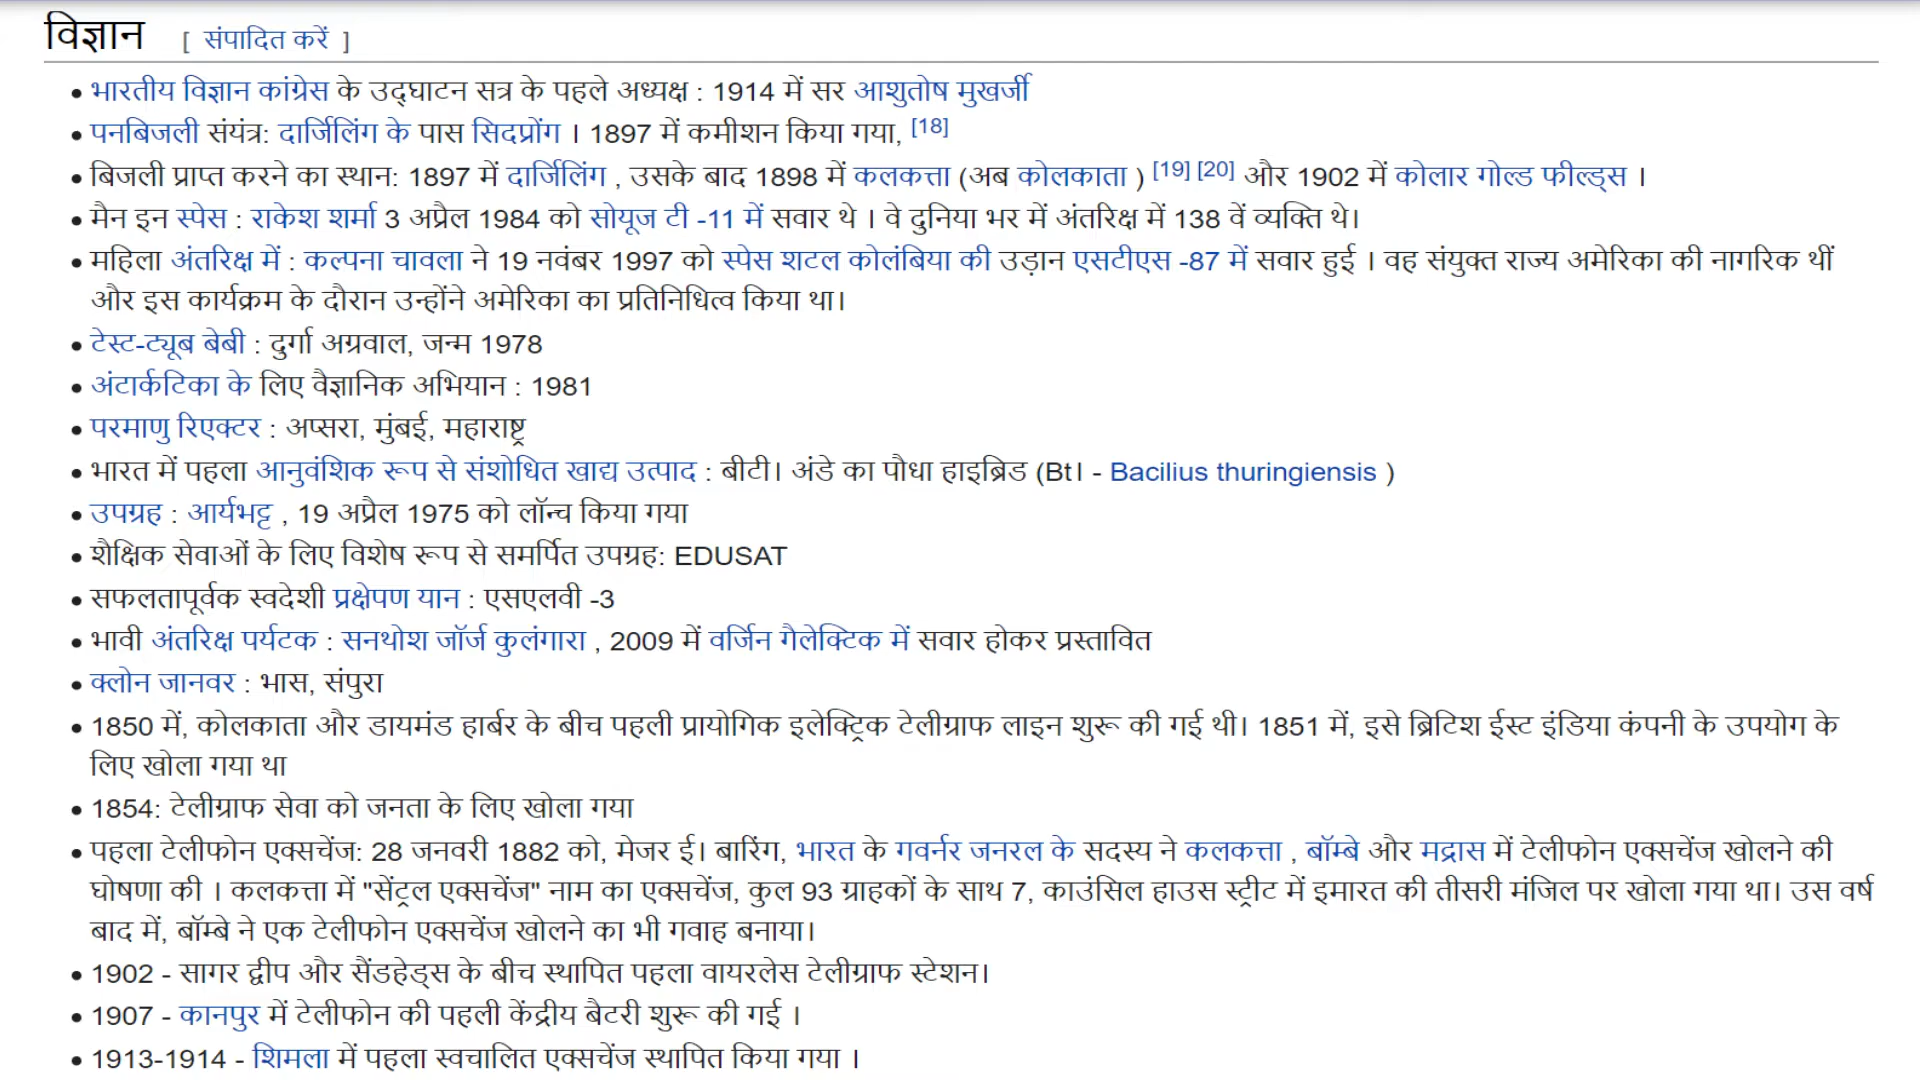 विज्ञान [ संपादित करें ]
• भारतीय विज्ञान कांग्रेस के उद्घाटन सत्र के पहले अध्यक्ष : 1914 में सर आशुतोष मुखर्जी
• पनबिजली संयंत्र: दार्जिलिंग के पास सिदप्रोंग । 1897 में कमीशन किया गया, [18]
• बिजली प्राप्त करने का स्थान: 1897 में दार्जिलिंग , उसके बाद 1898 में कलकत्ता (अब कोलकाता ) [19] [20] और 1902 में कोलार गोल्ड फील्ड्स ।
• मैन इन स्पेस : राकेश शर्मा 3 अप्रैल 1984 को सोयूज टी -11 में सवार थे । वे दुनिया भर में अंतरिक्ष में 138 वें व्यक्ति थे।
• महिला अंतरिक्ष में : कल्पना चावला ने 19 नवंबर 1997 को स्पेस शटल कोलंबिया की उड़ान एसटीएस -87 में सवार हुई । वह संयुक्त राज्य अमेरिका की नागरिक थीं
और इस कार्यक्रम के दौरान उन्होंने अमेरिका का प्रतिनिधित्व किया था।
• टेस्ट-ट्यूब बेबी : दुर्गा अग्रवाल, जन्म 1978
• अंटार्कटिका के लिए वैज्ञानिक अभियान : 1981
• परमाणु रिएक्टर : अप्सरा, मुंबई, महाराष्ट्र
• भारत में पहला आनुवंशिक रूप से संशोधित खाद्य उत्पाद : बीटी। अंडे का पौधा हाइब्रिड (Bt। - Bacilius thuringiensis )
• उपग्रह : आर्यभट्ट , 19 अप्रैल 1975 को लॉन्च किया गया
• शैक्षिक सेवाओं के लिए विशेष रूप से समर्पित उपग्रह: EDUSAT
• सफलतापूर्वक स्वदेशी प्रक्षेपण यान : एसएलवी -3
• भावी अंतरिक्ष पर्यटक : सनथोश जॉर्ज कुलंगारा , 2009 में वर्जिन गैलेक्टिक में सवार होकर प्रस्तावित
• क्लोन जानवर : भास, संपुरा
• 1850 में, कोलकाता और डायमंड हार्बर के बीच पहली प्रायोगिक इलेक्ट्रिक टेलीग्राफ लाइन शुरू की गई थी। 1851 में, इसे ब्रिटिश ईस्ट इंडिया कंपनी के उपयोग के
लिए खोला गया था
• 1854: टेलीग्राफ सेवा को जनता के लिए खोला गया
• पहला टेलीफोन एक्सचेंज: 28 जनवरी 1882 को, मेजर ई। बारिंग, भारत के गवर्नर जनरल के सदस्य ने कलकत्ता , बॉम्बे और मद्रास में टेलीफोन एक्सचेंज खोलने की
घोषणा की । कलकत्ता में "सेंट्रल एक्सचेंज" नाम का एक्सचेंज, कुल 93 ग्राहकों के साथ 7, काउंसिल हाउस स्ट्रीट में इमारत की तीसरी मंजिल पर खोला गया था। उस वर्ष
बाद में, बॉम्बे ने एक टेलीफोन एक्सचेंज खोलने का भी गवाह बनाया।
• 1902 - सागर द्वीप और सैंडहेड्स के बीच स्थापित पहला वायरलेस टेलीग्राफ स्टेशन।
• 1907 - कानपुर में टेलीफोन की पहली केंद्रीय बैटरी शुरू की गई ।
• 1913-1914 - शिमला में पहला स्वचालित एक्सचेंज स्थापित किया गया ।